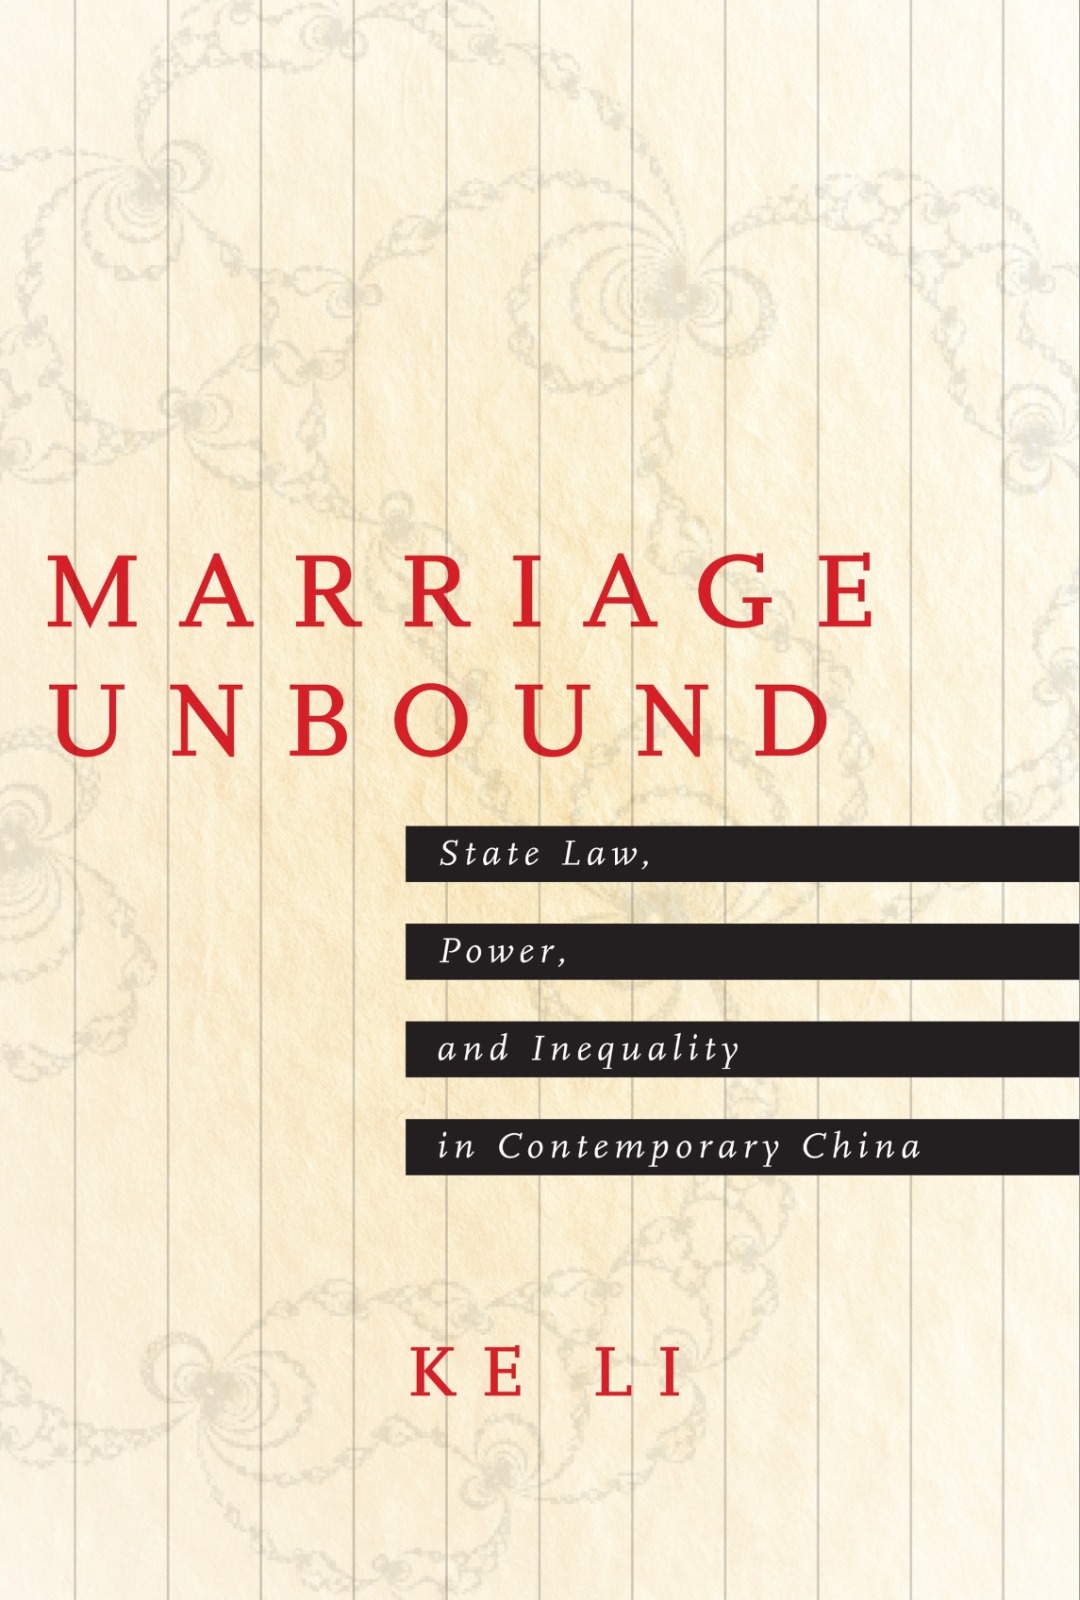 MARRIAGE
UNBOUND
State Law,
Power,
and Inequality
in Contemporary China
KE LI